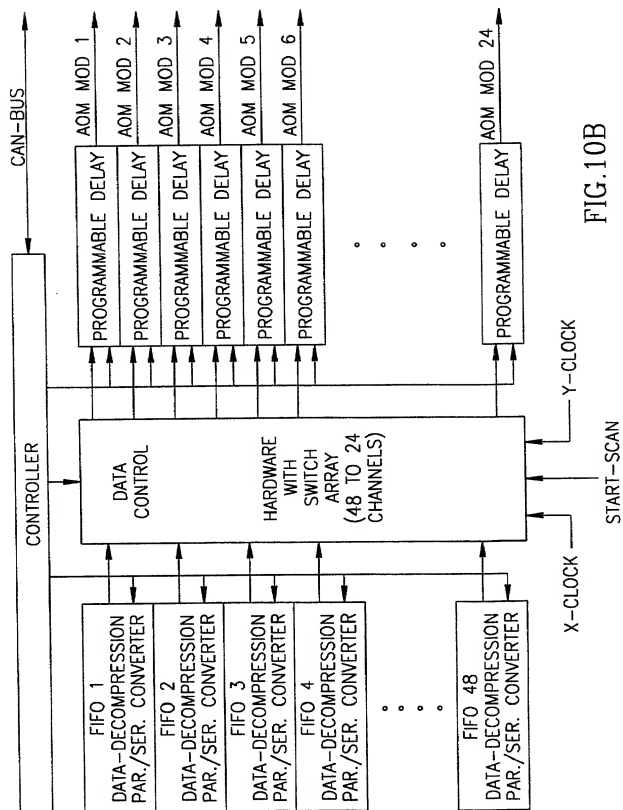 CONTROLLER
CAN-BUS
FIFO 1
DATA-DECOMPRESSION
PAR./SER. CONVERTER
FIFO 2
DATA-DECOMPRESSION
PAR./SER. CONVERTER
FIFO 3
DATA-DECOMPRESSION
PAR./SER. CONVERTER
FIFO 4
DATA-DECOMPRESSION
PAR./SER. CONVERTER
FIFO 48
DATA-DECOMPRESSION
PAR./SER. CONVERTER
DATA
CONTROL
HARDWARE
WITH
SWITCH
ARRAY
(48 TO 24
CHANNELS)
X-CLOCK
START-SCAN
Y-CLOCK
PROGRAMMABLE DELAY
AOM MOD 1
PROGRAMMABLE DELAY
AOM MOD 2
PROGRAMMABLE DELAY
AOM MOD 3
PROGRAMMABLE DELAY
AOM MOD 4
PROGRAMMABLE DELAY
AOM MOD 5
PROGRAMMABLE DELAY
AOM MOD 6
PROGRAMMABLE DELAY
AOM MOD 24
FIG.10B